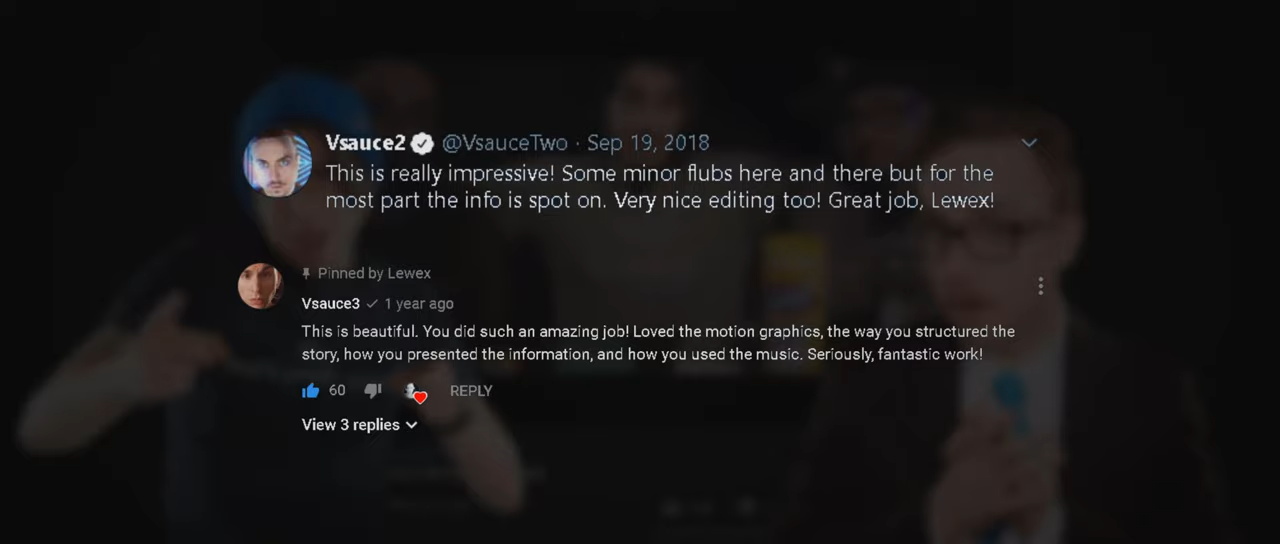 Vsauce2 @VsauceTwo · Sep 19, 2018
This is really impressive! Some minor flubs here and there but for the
most part the info is spot on. Very nice editing too! Great job, Lewex!
Pinned by Lewex
Vsauce3 1 year ago
This is beautiful. You did such an amazing job! Loved the motion graphics, the way you structured the
story, how you presented the information, and how you used the music. Seriously, fantastic work!
60 REPLY
View 3 replies